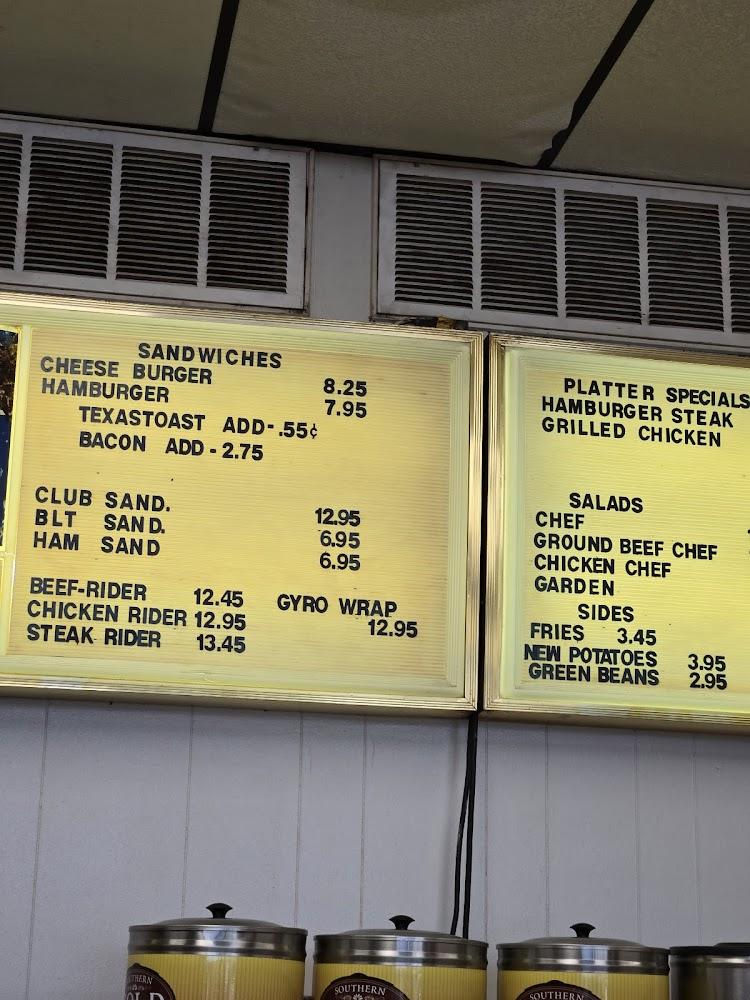 SANDWICHES
CHEESE BURGER 8.25
HAMBURGER 7.95
TEXASTOAST ADD-.55¢
BACON ADD-2.75
CLUB SAND. 12.95
BLT SAND. 6.95
HAM SAND 6.95
BEEF-RIDER 12.45 GYRO WRAP
CHICKEN RIDER 12.95 12.95
STEAK RIDER 13.45
PLATTER SPECIALS
HAMBURGER STEAK
GRILLED CHICKEN
SALADS
CHEF
GROUND BEEF CHEF
CHICKEN CHEF
GARDEN
SIDES
FRIES 3.45
NEW POTATOES 3.95
GREEN BEANS 2.95
SOUTHERN
SOUTHERN
SOUTHERN